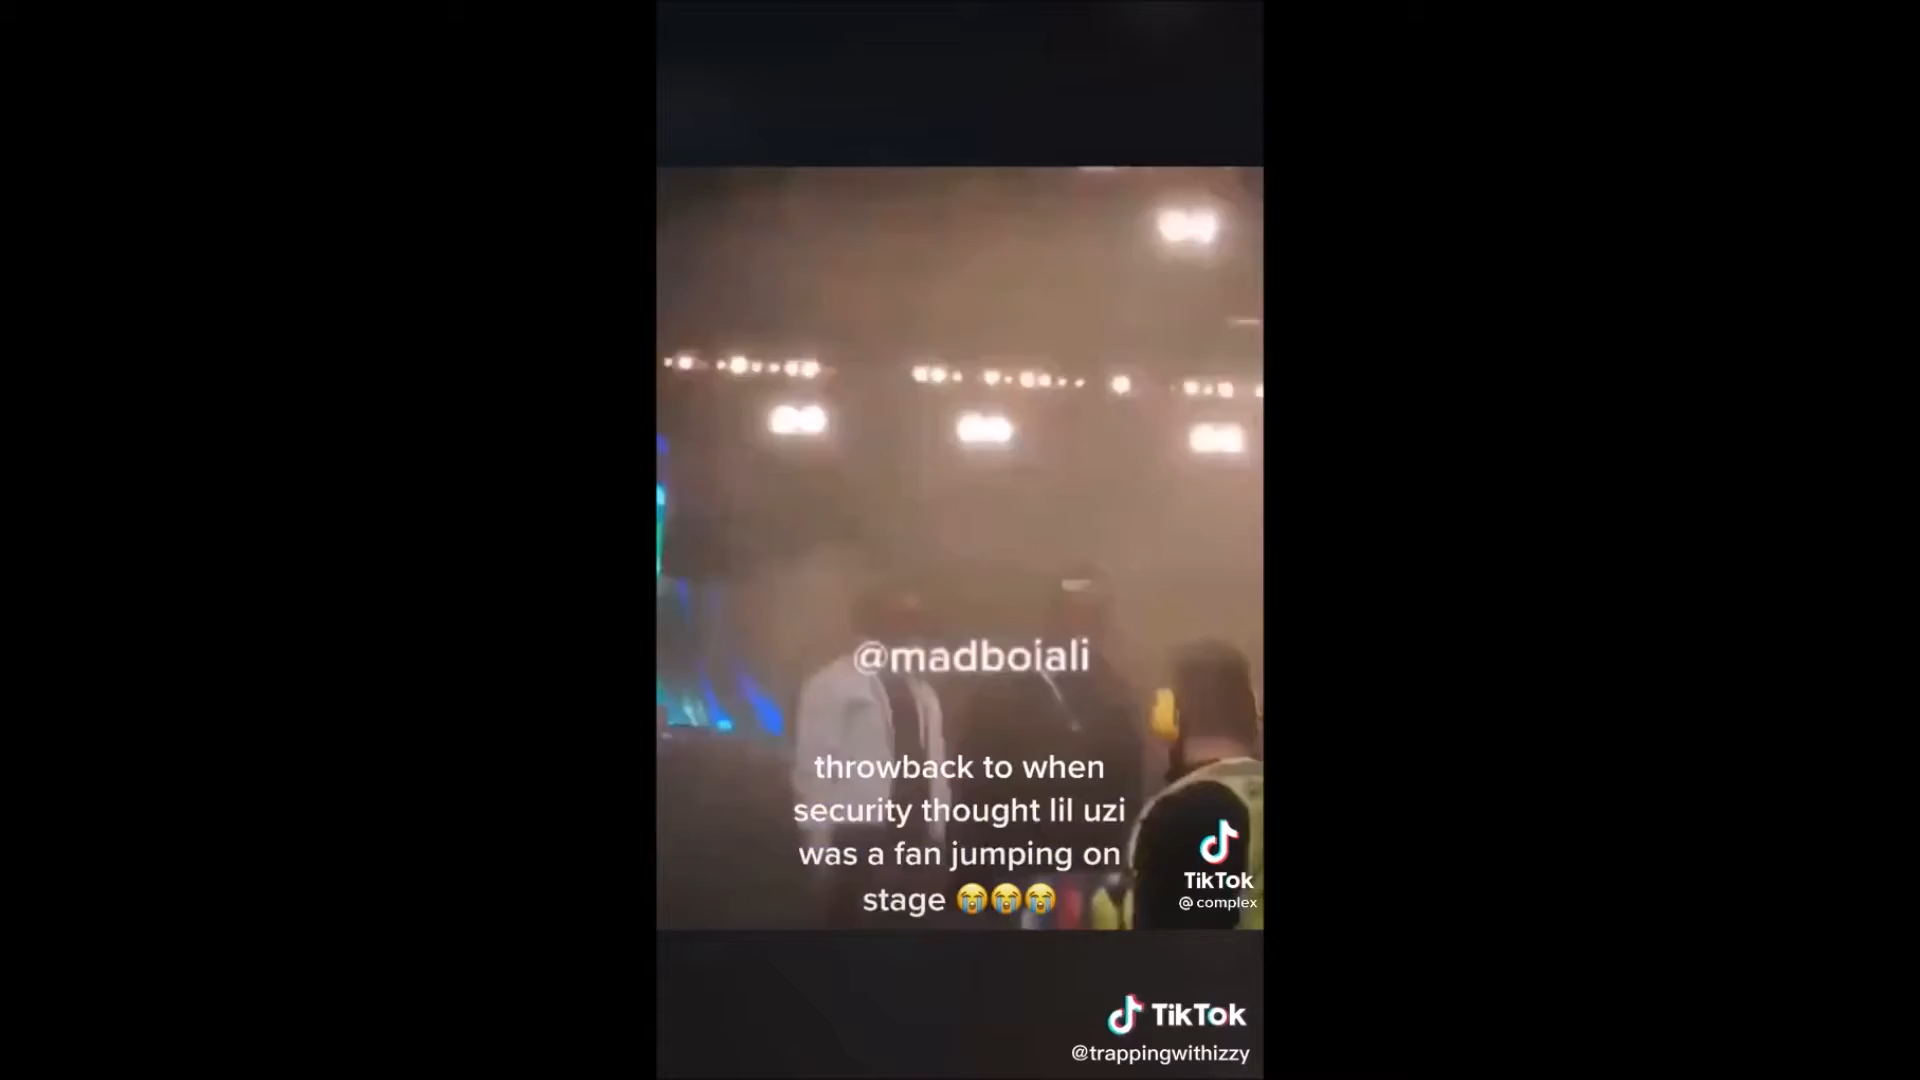 @madboiali
throwback to when
security thought lil uzi
was a fan jumping on
stage 😭😭😭
TikTok
@complex
TikTok
@trappingwithizzy